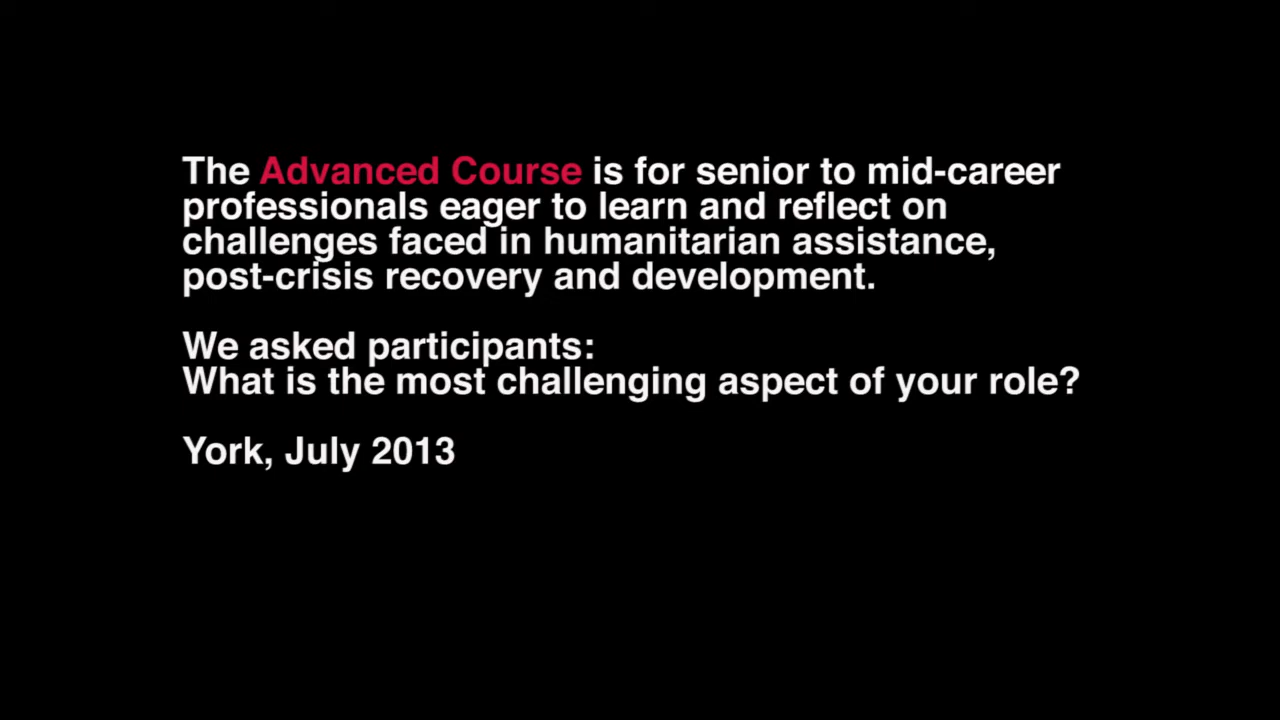 The Advanced Course is for senior to mid-career
professionals eager to learn and reflect on
challenges faced in humanitarian assistance,
post-crisis recovery and development.
We asked participants:
What is the most challenging aspect of your role?
York, July 2013